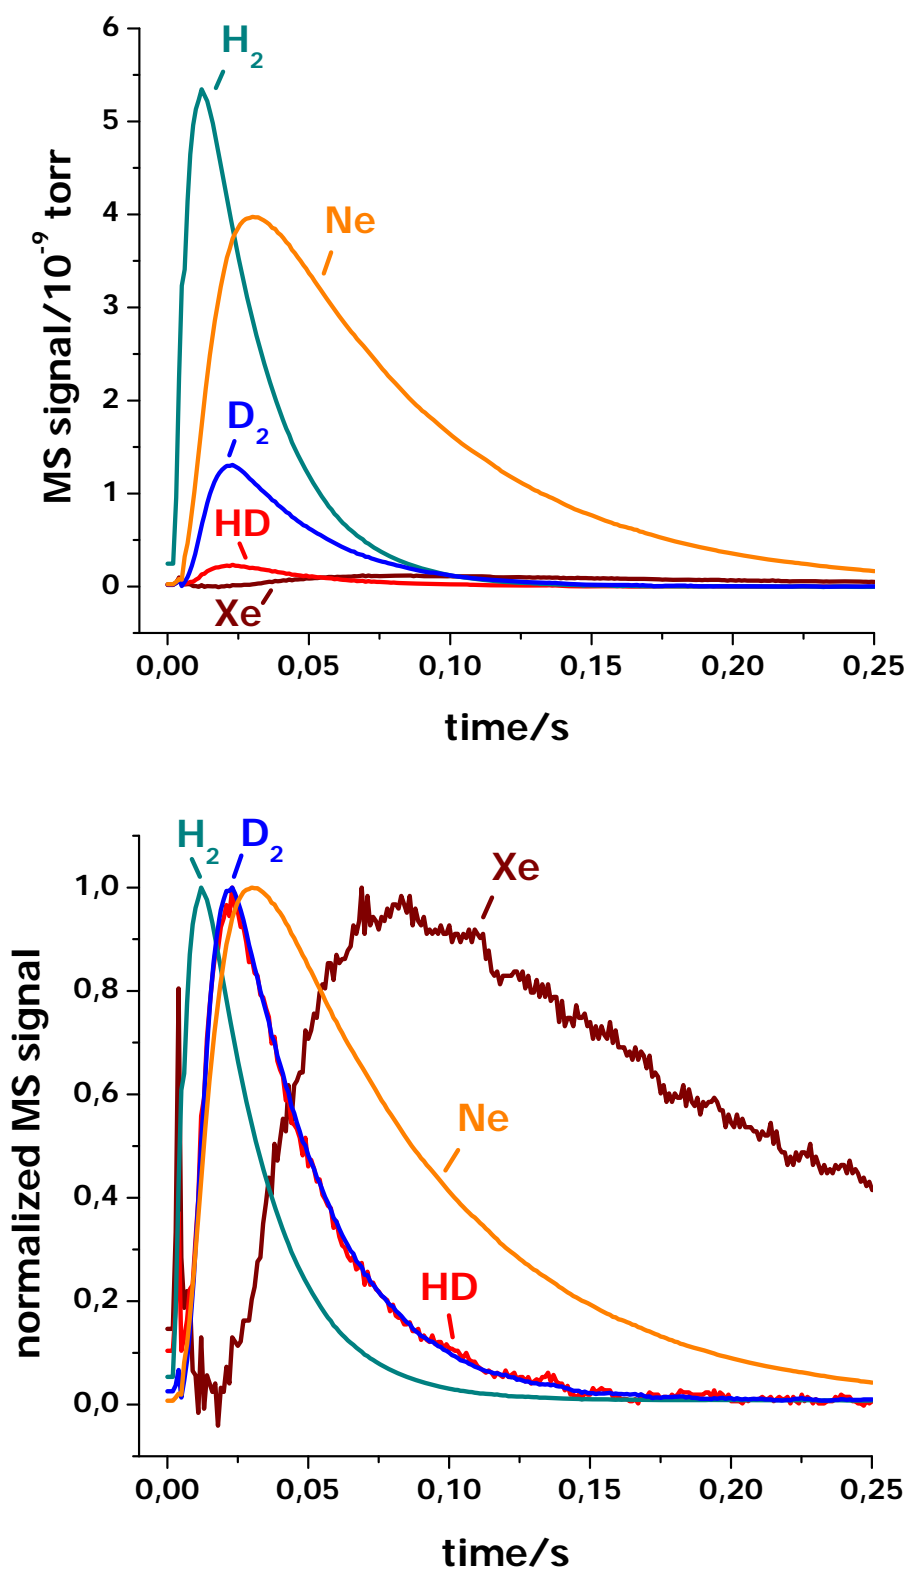 6
5
4
3
2
1
0
MS signal/10⁻⁹ torr
H₂
Ne
D₂
HD
Xe
0,00 0,05 0,10 0,15 0,20 0,25
time/s
H₂ D₂
Xe
Ne
HD
1,0
0,8
0,6
0,4
0,2
0,0
normalized MS signal
0,00 0,05 0,10 0,15 0,20 0,25
time/s